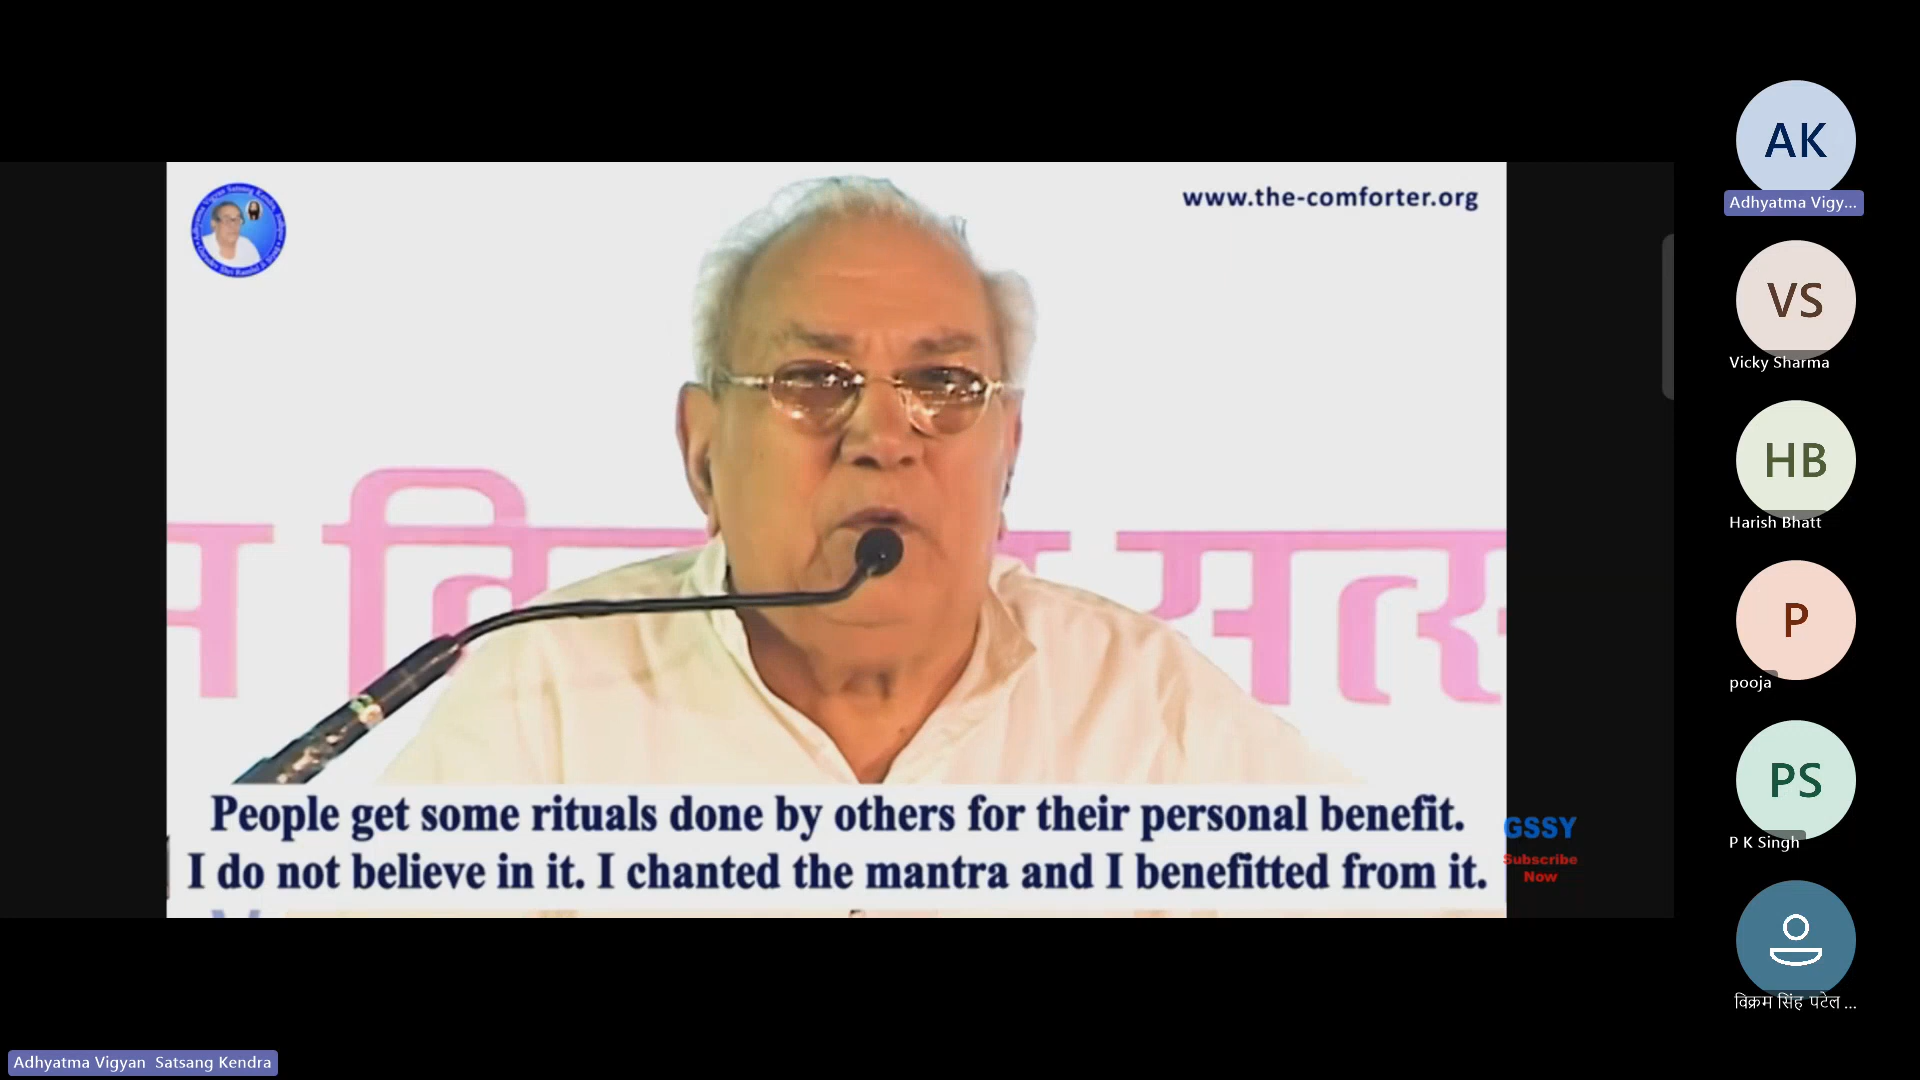 www.the-comforter.org
वि
सत्स
People get some rituals done by others for their personal benefit.
I do not believe in it. I chanted the mantra and I benefitted from it.
GSSY
Subscribe
Now
AK
Adhyatma Vigy...
VS
Vicky Sharma
HB
Harish Bhatt
P
pooja
PS
P K Singh
विक्रम सिंह पटेल ...
Adhyatma Vigyan Satsang Kendra